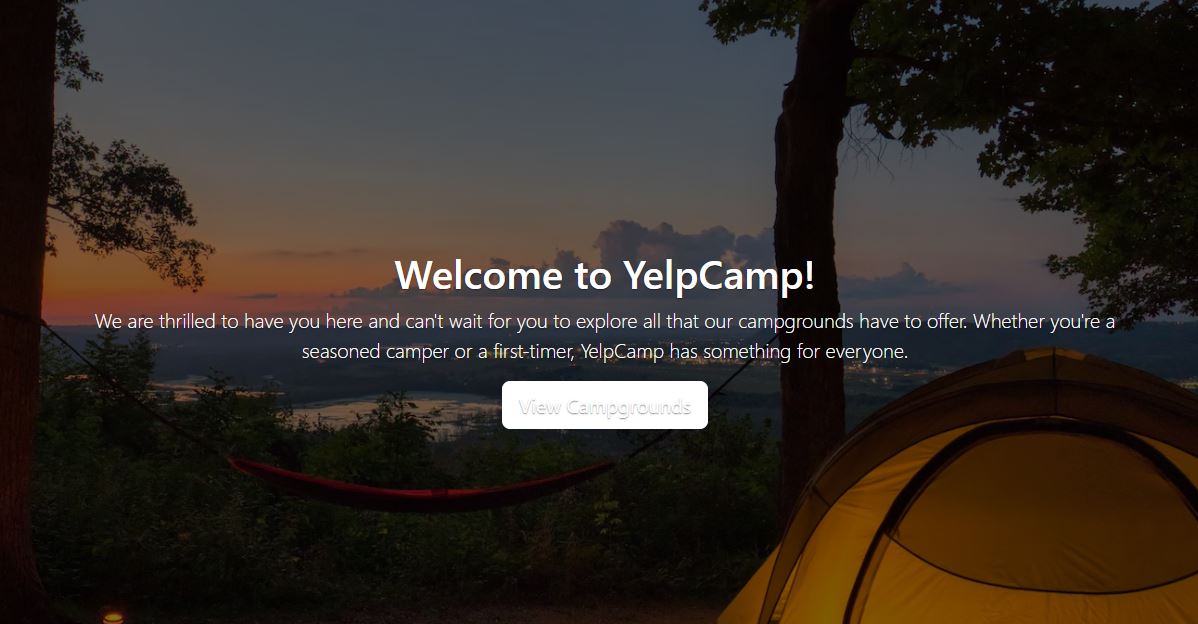 Welcome to YelpCamp!
We are thrilled to have you here and can't wait for you to explore all that our campgrounds have to offer. Whether you're a
seasoned camper or a first-timer, YelpCamp has something for everyone.
View Campgrounds